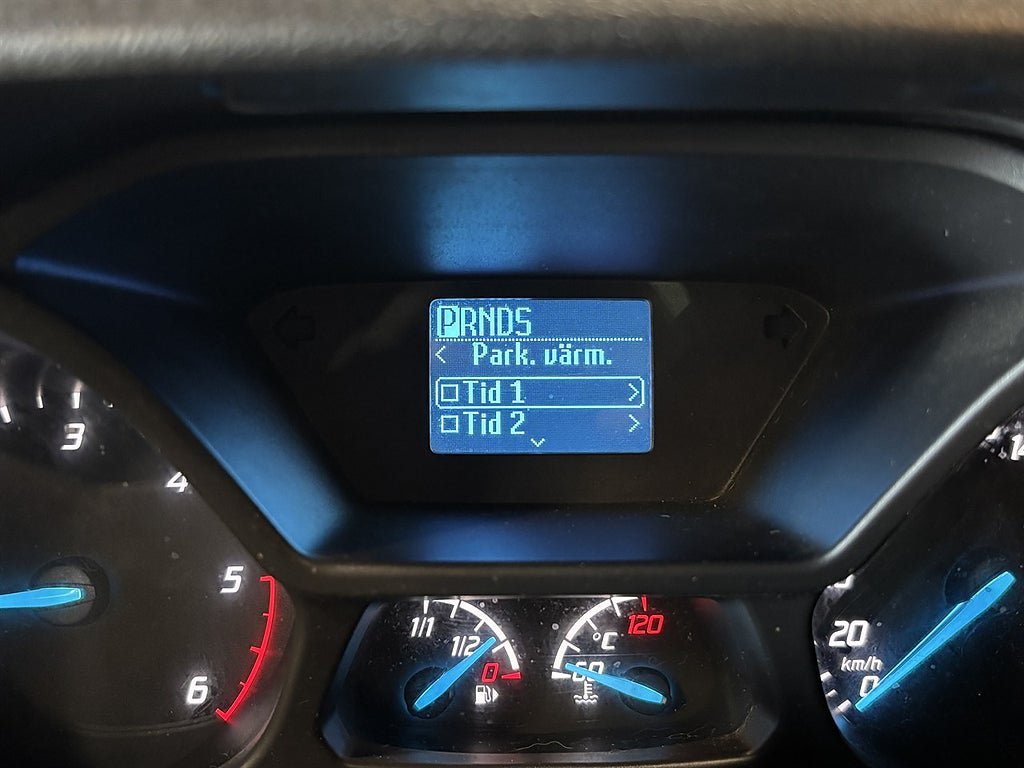 PRNDS
< Park. värm.
Tid 1 >
Tid 2 >
3
4
5
6
1/1
1/2
0
120
°C
60
20
km/h
0